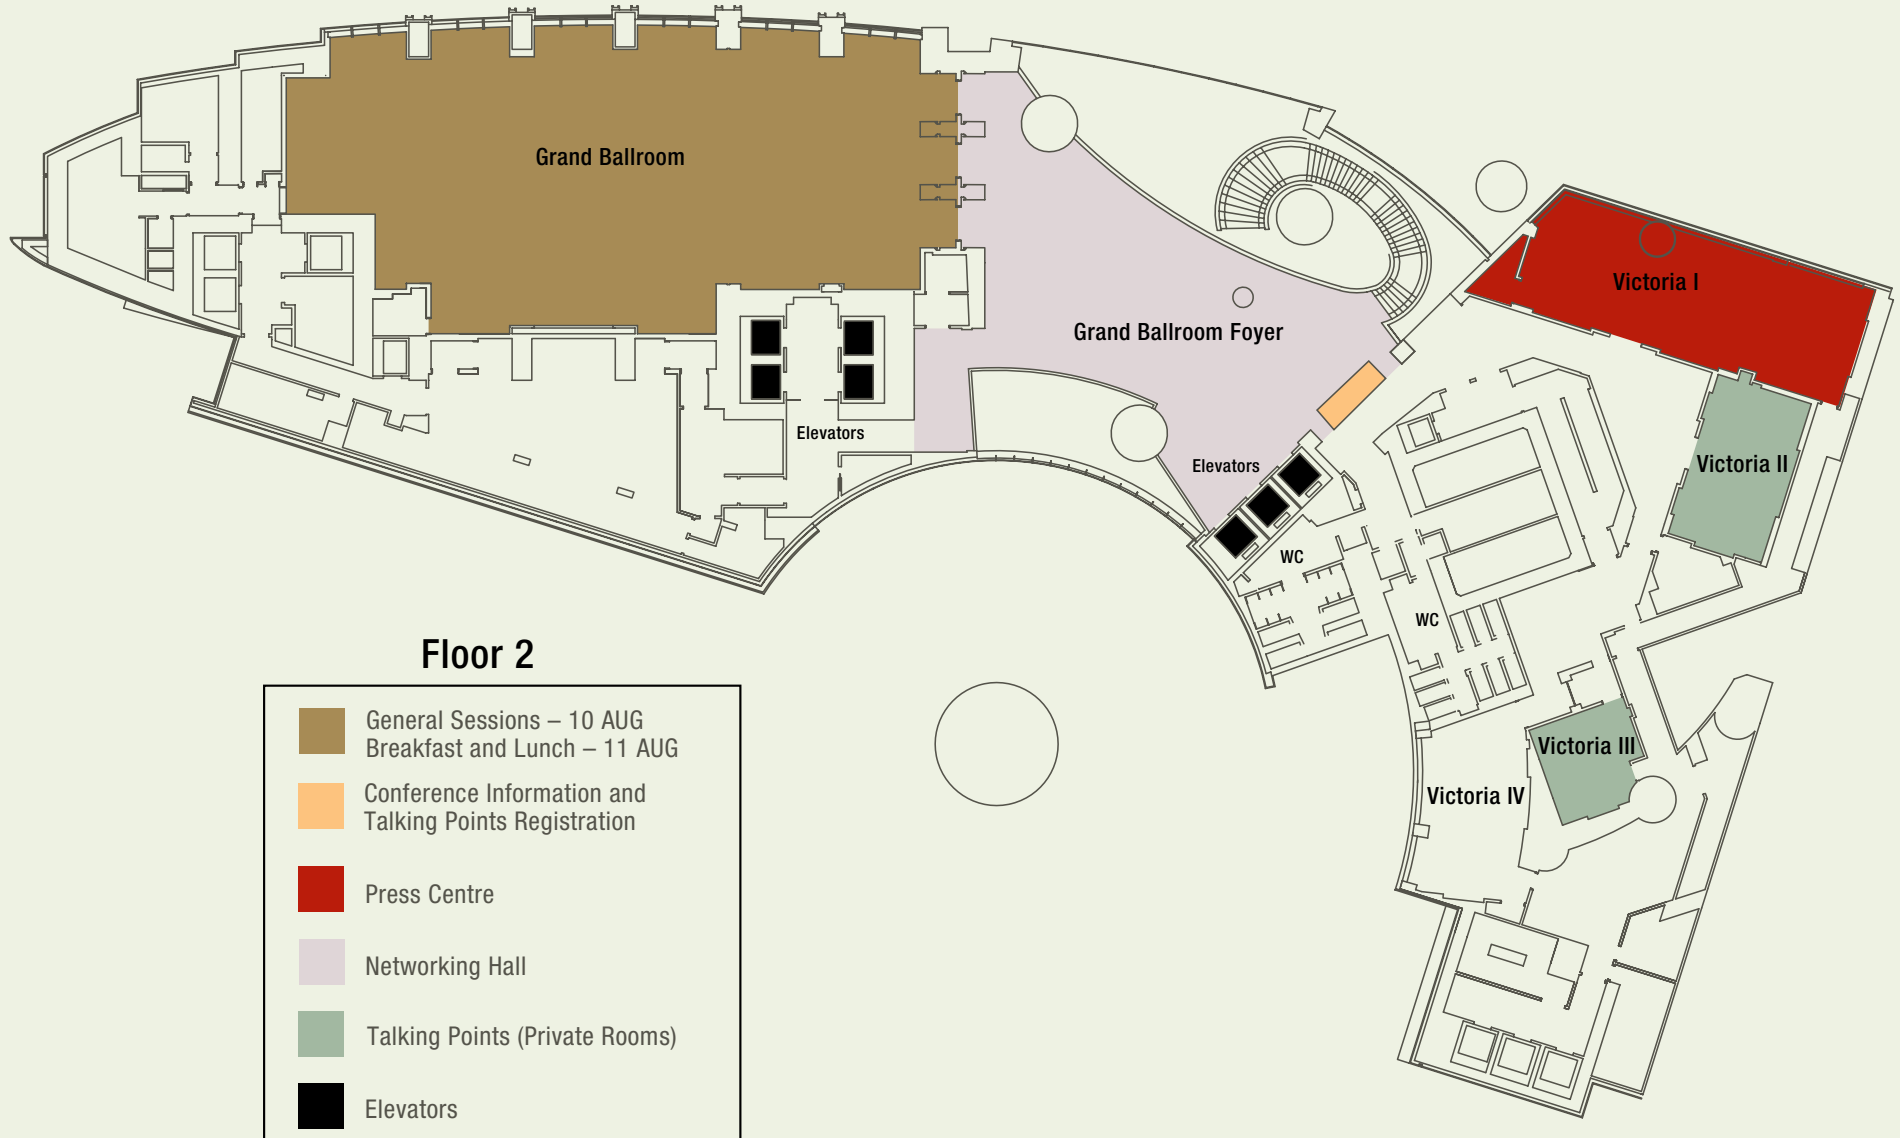 Grand Ballroom
Victoria I
Grand Ballroom Foyer
Elevators
Elevators
Victoria II
WC
WC
Victoria III
Victoria IV
Floor 2
General Sessions – 10 AUG
Breakfast and Lunch – 11 AUG
Conference Information and
Talking Points Registration
Press Centre
Networking Hall
Talking Points (Private Rooms)
Elevators